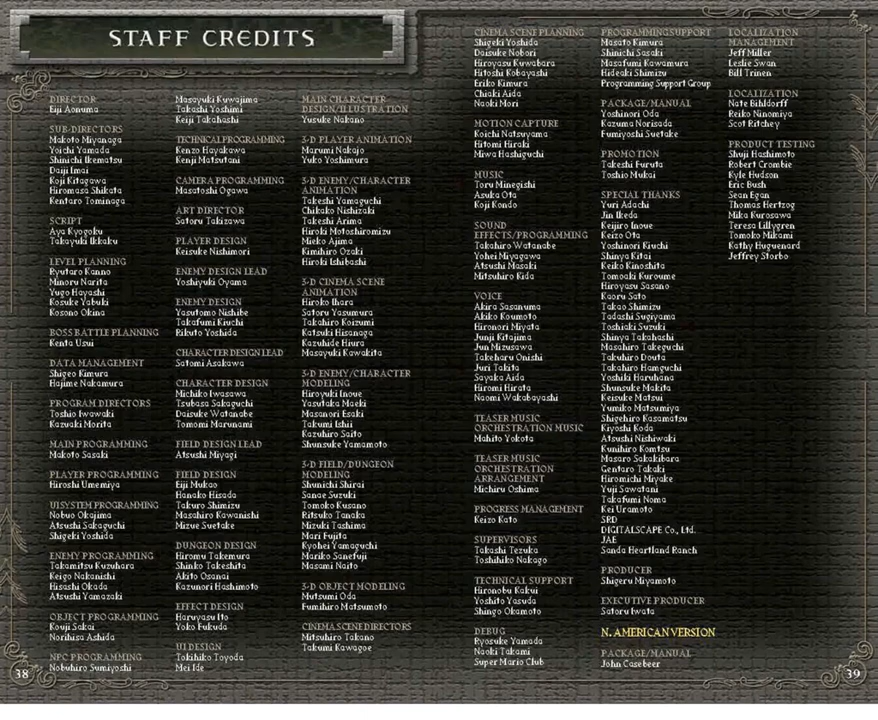 STAFF CREDITS
DIRECTOR
Eiji Aonuma
SUB-DIRECTORS
Makoto Miyanaga
Yoichi Yamada
Shinichi Ikematsu
Daiji Imai
Koji Kitagawa
Hiromasa Shikata
Kentaro Tominaga
SCRIPT
Aya Kyogoku
Takayuki Ikkaku
LEVEL PLANNING
Ryutaro Kanno
Minoru Narita
Yugo Hayashi
Kosuke Yabuki
Kosono Okina
BOSS BATTLE PLANNING
Kenta Usui
DATA MANAGEMENT
Shigeo Kimura
Hajime Nakamura
PROGRAM DIRECTORS
Toshio Iwawaki
Kazuaki Morita
MAIN PROGRAMMING
Makoto Sasaki
PLAYER PROGRAMMING
Hiroshi Umemiya
UI SYSTEM PROGRAMMING
Nobuo Okajima
Atsushi Sakaguchi
Shigeki Yoshida
ENEMY PROGRAMMING
Takamitsu Kuzuhara
Keigo Nakanishi
Hisashi Okada
Atsushi Yamazaki
OBJECT PROGRAMMING
Kouji Sakai
Norihisa Ashida
NPC PROGRAMMING
Nobuhiro Sumiyoshi
Masayuki Kuwajima
Takashi Yoshimi
Keiji Takahashi
TECHNICAL PROGRAMMING
Kenzo Hayakawa
Kenji Matsutani
CAMERA PROGRAMMING
Masatoshi Ogawa
ART DIRECTOR
Satoru Takizawa
PLAYER DESIGN
Keisuke Nishimori
ENEMY DESIGN LEAD
Yoshiyuki Oyama
ENEMY DESIGN
Yasutomo Nishibe
Takafumi Kiuchi
Rikuto Yoshida
CHARACTER DESIGN LEAD
Satomi Asakawa
CHARACTER DESIGN
Michiko Iwasawa
Tsubasa Sakaguchi
Daisuke Watanabe
Tomomi Marunami
FIELD DESIGN LEAD
Atsushi Miyagi
FIELD DESIGN
Eiji Mukao
Hanako Hisada
Takuro Shimizu
Masahiro Kawanishi
Mizue Suetake
DUNGEON DESIGN
Hiromu Takemura
Shinko Takeshita
Akito Osanai
Kazunori Hashimoto
EFFECT DESIGN
Haruyasu Ito
Yoko Fukuda
UI DESIGN
Tokihiko Toyoda
Mei Ide
MAIN CHARACTER
DESIGN/ILLUSTRATION
Yusuke Nakano
3-D PLAYER ANIMATION
Marumi Nakajo
Yuko Yoshimura
3-D ENEMY/CHARACTER
ANIMATION
Takeshi Yamaguchi
Chikako Nishizaki
Takeshi Arima
Hiroki Motoshiromizu
Mieko Ajima
Kimihiro Ozaki
Hiroki Ishibashi
3-D CINEMA SCENE
ANIMATION
Hiroko Ihara
Satoru Yasumura
Takahiro Koizumi
Katsuki Hisanaga
Kazuhide Hiura
Masayuki Kawakita
3-D ENEMY/CHARACTER
MODELING
Hiroyuki Inoue
Yasutaka Maeki
Masanori Esaki
Takumi Ishii
Kazuhiro Saito
Shunsuke Yamamoto
3-D FIELD/DUNGEON
MODELING
Shunichi Shirai
Sanae Suzuki
Tomoko Kusano
Ritsuko Tanaka
Mizuki Tashima
Mari Fujita
Kyohei Yamaguchi
Mariko Sanefuji
Masami Naito
3-D OBJECT MODELING
Mutsumi Oda
Fumihiro Matsumoto
CINEMA SCENE DIRECTORS
Mitsuhiro Takano
Takumi Kawagoe
38
CINEMA SCENE PLANNING
Shigeki Yoshida
Daisuke Nobori
Hiroyasu Kuwabara
Hitoshi Kobayashi
Eriko Kimura
Chiaki Aida
Naoki Mori
MOTION CAPTURE
Koichi Natsuyama
Hitomi Hiraki
Miwa Hashiguchi
MUSIC
Toru Minegishi
Asuka Ota
Koji Kondo
SOUND
EFFECTS/PROGRAMMING
Takahiro Watanabe
Yohei Miyagawa
Atsushi Masaki
Mitsuhiro Kida
VOICE
Akira Sasanuma
Akiko Koumoto
Hironori Miyata
Junji Kitajima
Jun Mizusawa
Takeharu Onishi
Juri Takita
Sayaka Aida
Hiromi Hirata
Naomi Wakabayashi
TEASER MUSIC
ORCHESTRATION MUSIC
Mahito Yokota
TEASER MUSIC
ORCHESTRATION
ARRANGEMENT
Michiru Oshima
PROGRESS MANAGEMENT
Keizo Kato
SUPERVISORS
Takashi Tezuka
Toshihiko Nakago
TECHNICAL SUPPORT
Hironobu Kakui
Yoshito Yasuda
Shingo Okamoto
DEBUG
Ryosuke Yamada
Naoki Takami
Super Mario Club
PROGRAMMING SUPPORT
Masato Kimura
Shinichi Sasaki
Masafumi Kawamura
Hideaki Shimizu
Programming Support Group
PACKAGE/MANUAL
Yoshinori Oda
Kazuma Norisada
Fumiyoshi Suetake
PROMOTION
Takeshi Furuta
Toshio Mukai
SPECIAL THANKS
Yuri Adachi
Jin Ikeda
Keijiro Inoue
Keizo Ota
Yoshinori Kiuchi
Shinya Kitai
Keiko Kinoshita
Tomoaki Kuroume
Hiroyasu Sasano
Kaoru Sato
Takao Shimizu
Tadashi Sugiyama
Toshiaki Suzuki
Shinya Takahashi
Masahiro Takeguchi
Takuhiro Douta
Takahiro Hamguchi
Yoshiki Haruhana
Shunsuke Makita
Keisuke Matsui
Yumiko Matsumiya
Shigehiro Kasamatsu
Kiyoshi Koda
Atsushi Nishiwaki
Kunihiro Komtsu
Masaro Sakakibara
Gentaro Takaki
Hiromichi Miyake
Yuji Sawatani
Takafumi Noma
Kei Uramoto
SRD
DIGITALSCAPE Co., Ltd.
JAE
Sanda Heartland Ranch
PRODUCER
Shigeru Miyamoto
EXECUTIVE PRODUCER
Satoru Iwata
N. AMERICAN VERSION
PACKAGE/MANUAL
John Casebeer
LOCALIZATION
MANAGEMENT
Jeff Miller
Leslie Swan
Bill Trinen
LOCALIZATION
Nate Bihldorff
Reiko Ninomiya
Scot Ritchey
PRODUCT TESTING
Shuji Hashimoto
Robert Crombie
Kyle Hudson
Eric Bush
Sean Egan
Thomas Hertzog
Mika Kurosawa
Teresa Lillygren
Tomoko Mikami
Kathy Huguenard
Jeffrey Storbo
39